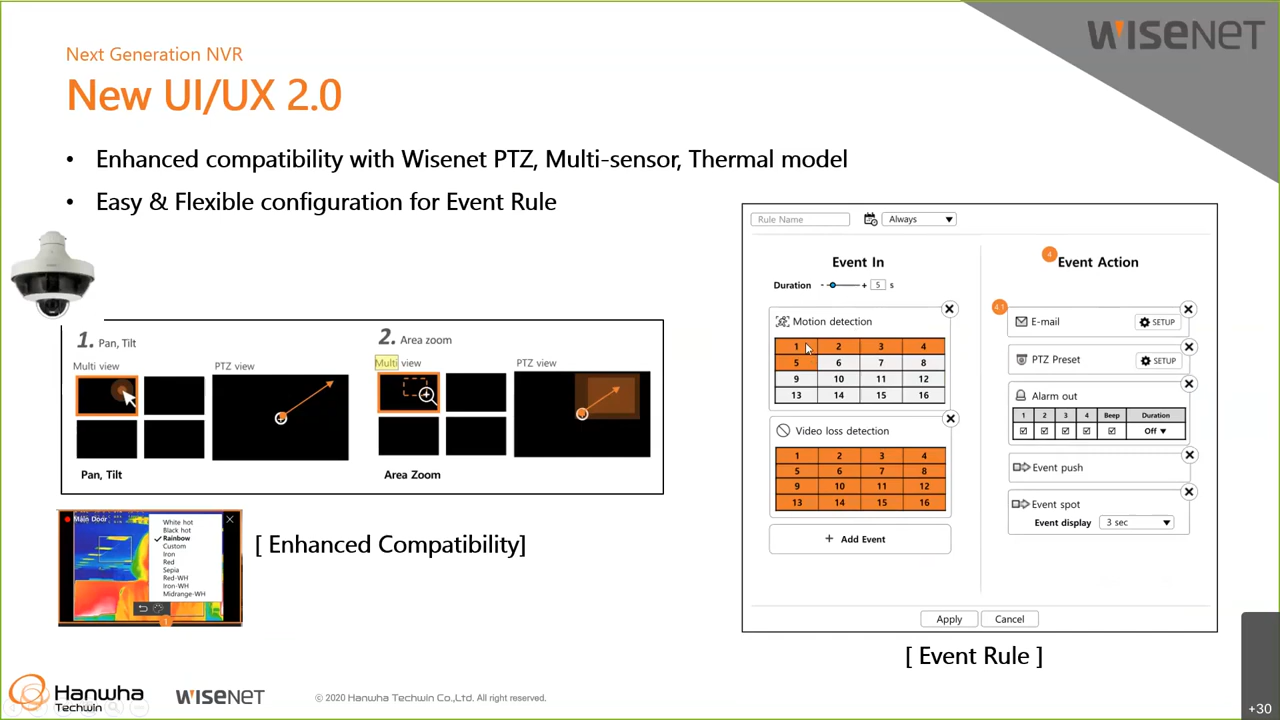 WISENET
Next Generation NVR
New UI/UX 2.0
• Enhanced compatibility with Wisenet PTZ, Multi-sensor, Thermal model
• Easy & Flexible configuration for Event Rule
1. Pan, Tilt
Multi view
PTZ view
Pan, Tilt
2. Area zoom
Multi view
PTZ view
Area Zoom
Main Door
White hot
Black hot
Rainbow
Custom
Iron
Red
Sepia
Red-WH
Iron-WH
Midrange-WH
1
[ Enhanced Compatibility]
Rule Name
Always
Event In
Duration - + 5 s
Motion detection
1 2 3 4
5 6 7 8
9 10 11 12
13 14 15 16
Video loss detection
1 2 3 4
5 6 7 8
9 10 11 12
13 14 15 16
+ Add Event
4
Event Action
4.1
E-mail SETUP
PTZ Preset SETUP
Alarm out
1 2 3 4 Beep Duration
Off
Event push
Event spot
Event display 3 sec
Apply Cancel
[ Event Rule ]
Hanwha
Techwin
WISENET
© 2020 Hanwha Techwin Co.,Ltd. All right reserved.
+30